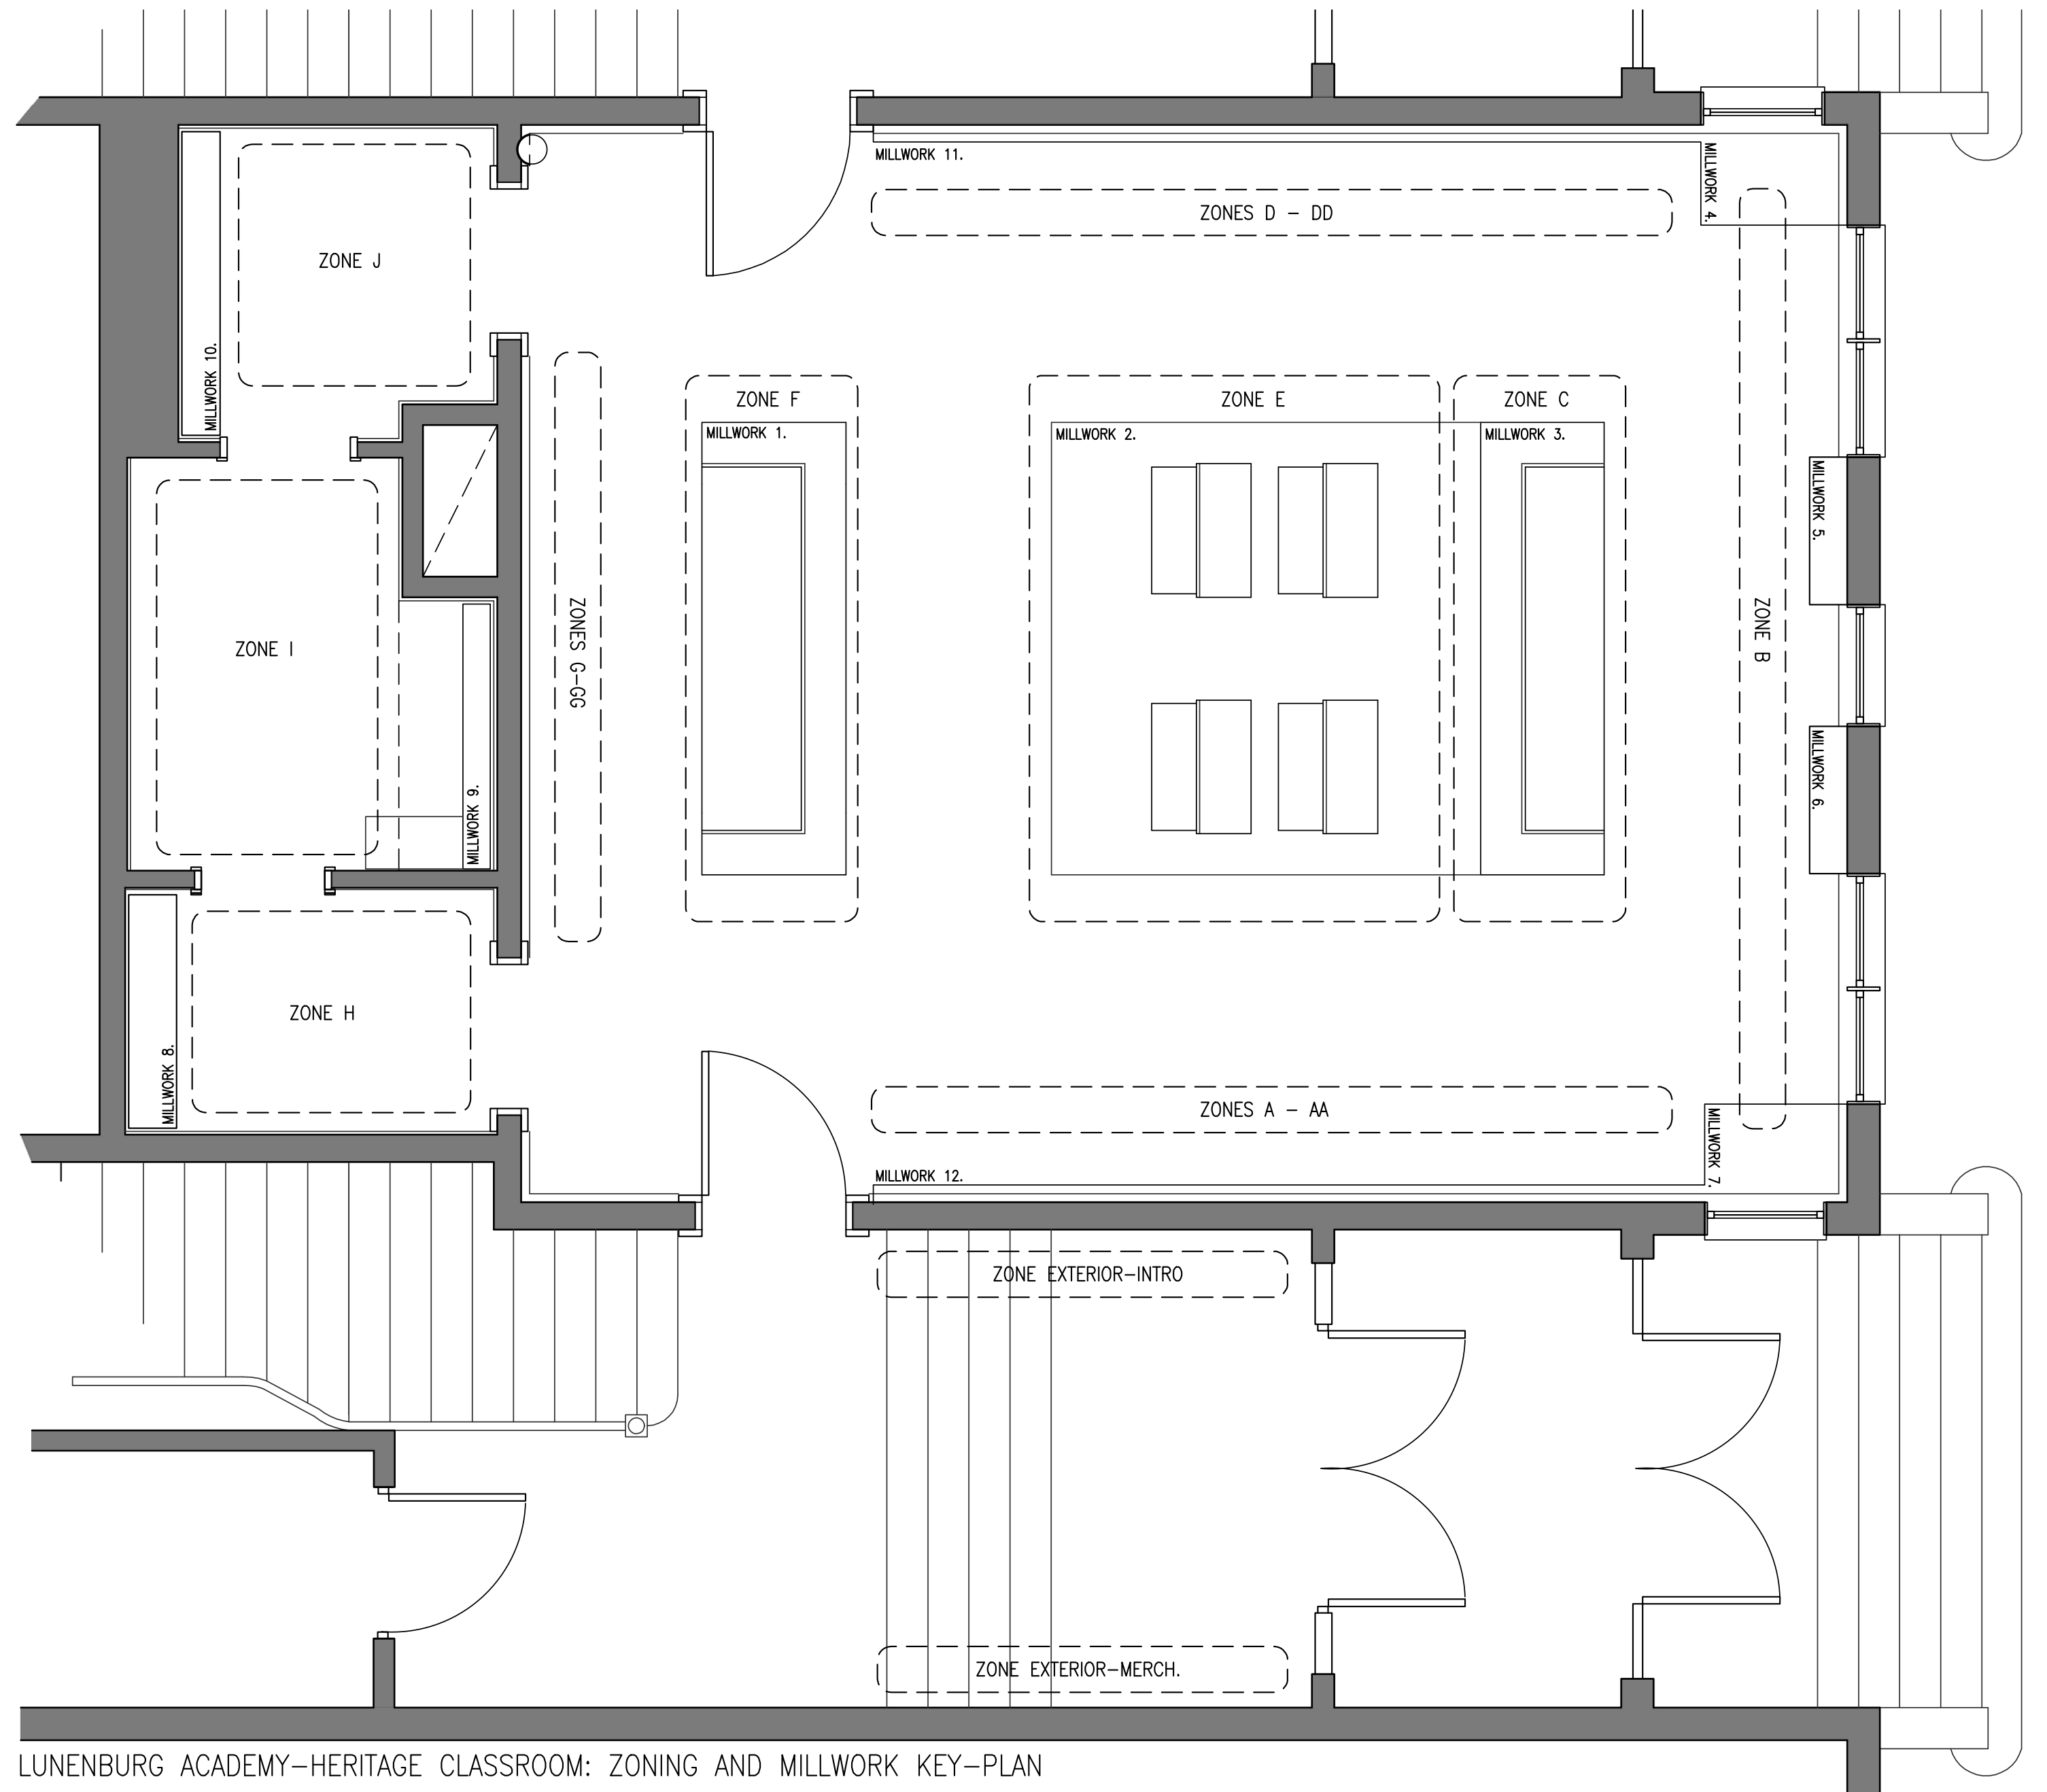 MILLWORK 11.
MILLWORK 4.
ZONES D - DD
ZONE J
MILLWORK 10.
ZONE F
ZONE E
ZONE C
MILLWORK 1.
MILLWORK 2.
MILLWORK 3.
MILLWORK 5.
ZONES G-GG
ZONE B
ZONE I
MILLWORK 6.
MILLWORK 9.
ZONE H
MILLWORK 8.
ZONES A - AA
MILLWORK 7.
MILLWORK 12.
ZONE EXTERIOR-INTRO
ZONE EXTERIOR-MERCH.
LUNENBURG ACADEMY-HERITAGE CLASSROOM: ZONING AND MILLWORK KEY-PLAN